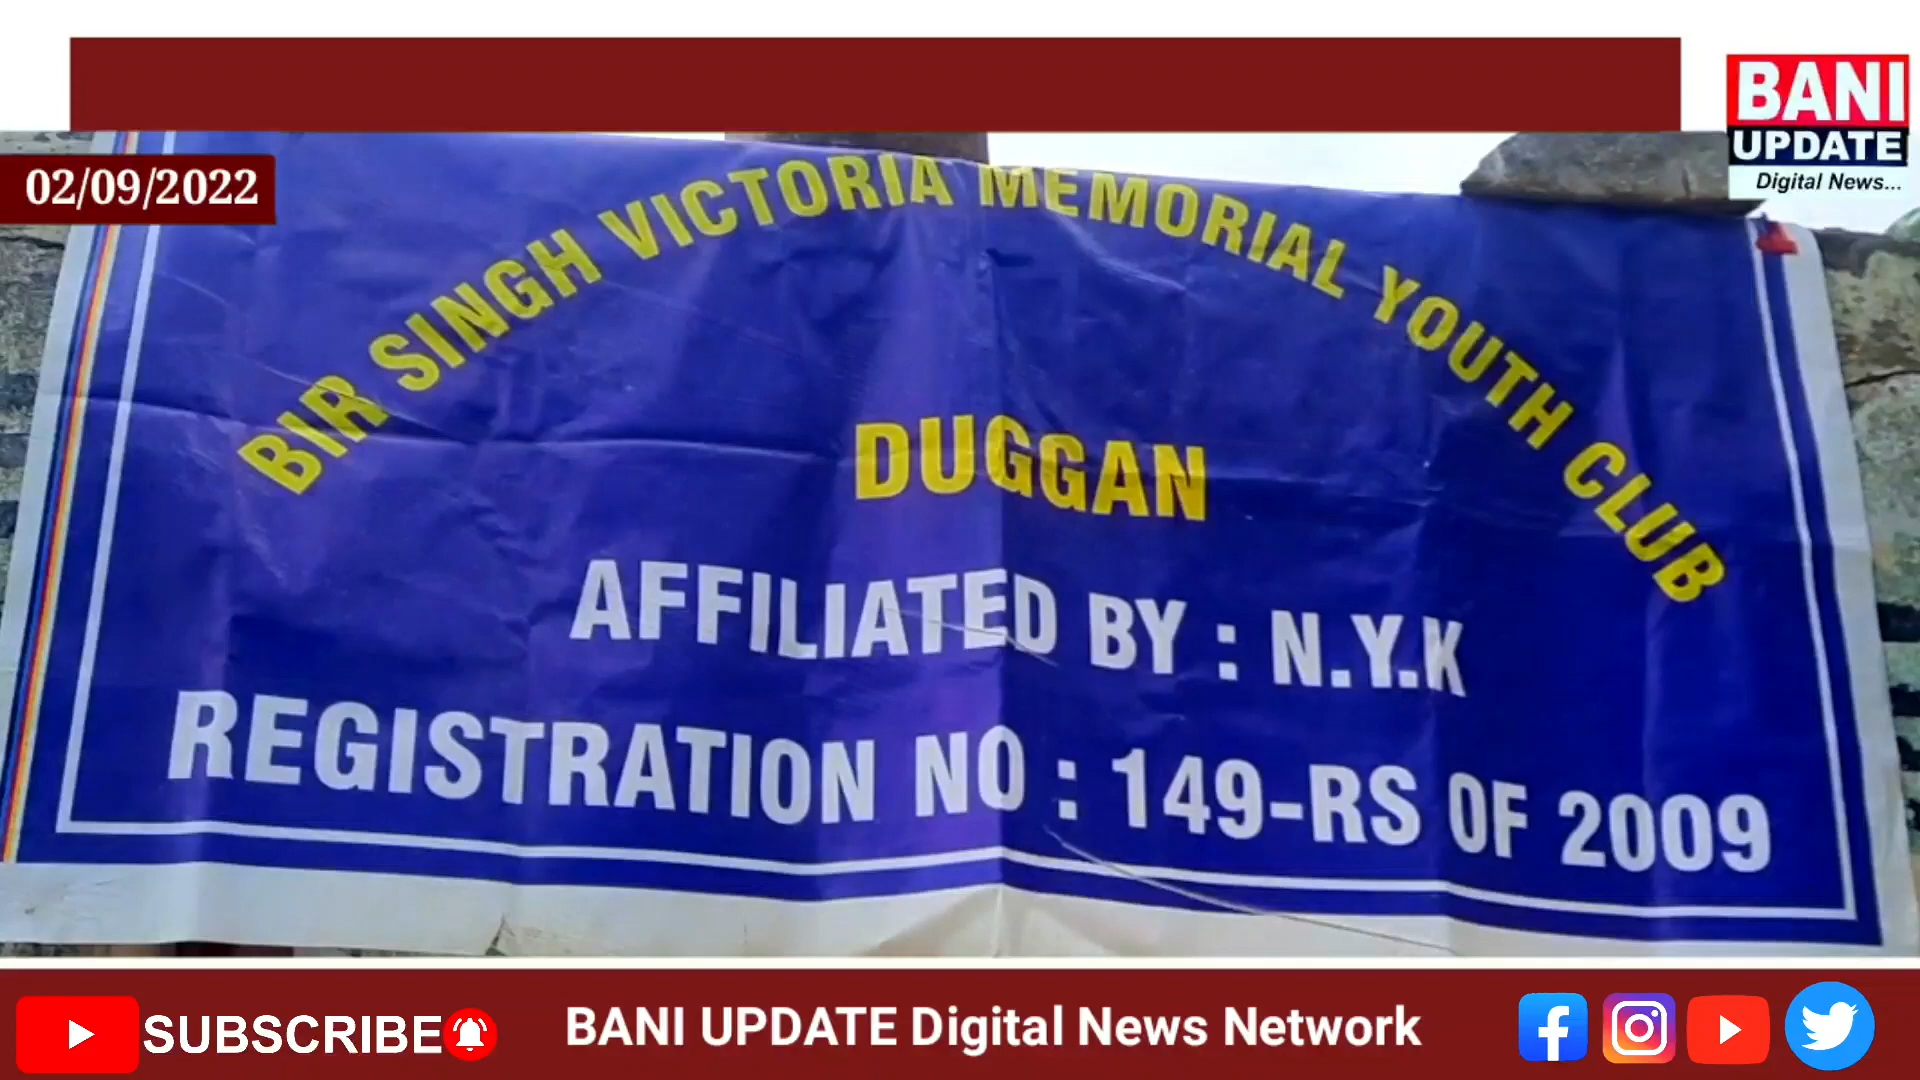 BANI
UPDATE
Digital News...
02/09/2022
BIR SINGH VICTORIA MEMORIAL YOUTH CLUB
DUGGAN
AFFILIATED BY : N.Y.K
REGISTRATION NO : 149-RS OF 2009
SUBSCRIBE
BANI UPDATE Digital News Network